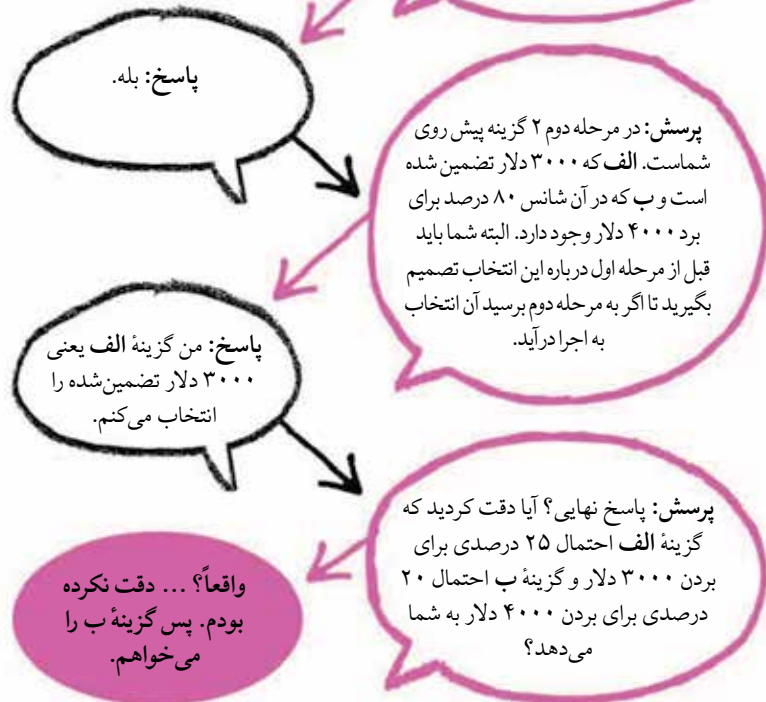 پاسخ: بله.
پرسش: در مرحله دوم ۲ گزینه پیش روی
شماست. الف که ۳۰۰۰ دلار تضمین شده
است و ب که در آن شانس ۸۰ درصد برای
برد ۴۰۰۰ دلار وجود دارد. البته شما باید
قبل از مرحله اول درباره این انتخاب تصمیم
بگیرید تا اگر به مرحله دوم برسید آن انتخاب
به اجرا درآید.
پاسخ: من گزینهٔ الف یعنی
۳۰۰۰ دلار تضمین‌شده را
انتخاب می‌کنم.
پرسش: پاسخ نهایی؟ آیا دقت کردید که
گزینهٔ الف احتمال ۲۵ درصدی برای
بردن ۳۰۰۰ دلار و گزینهٔ ب احتمال ۲۰
درصدی برای بردن ۴۰۰۰ دلار به شما
می‌دهد؟
واقعاً؟ ... دقت نکرده
بودم. پس گزینهٔ ب را
می‌خواهم.